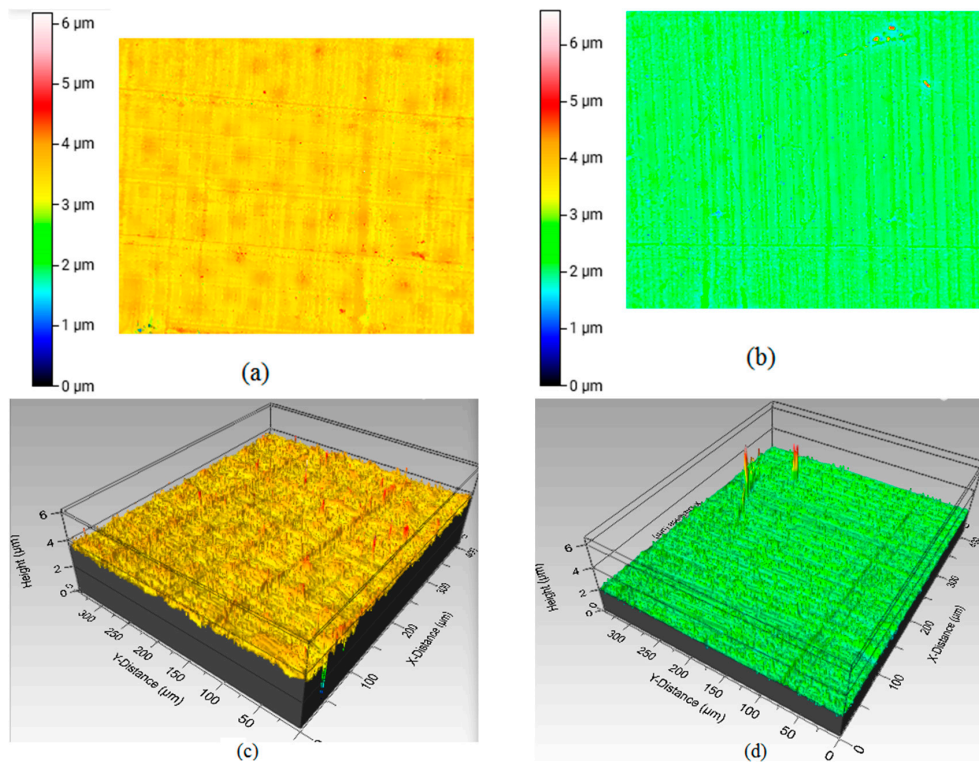 6 µm
5 µm
4 µm
3 µm
2 µm
1 µm
0 µm
(a)
6 µm
5 µm
4 µm
3 µm
2 µm
1 µm
0 µm
(b)
6
4
2
0
Height (µm)
300
250
200
150
100
50
0
Y-Distance (µm)
100
200
300
X-Distance (µm)
(c)
6
4
2
0
Height (µm)
300
250
200
150
100
50
0
Y-Distance (µm)
0
100
200
300
X-Distance (µm)
(d)